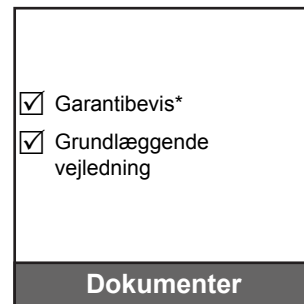 ☑ Garantibevis*
☑ Grundlæggende
vejledning
Dokumenter